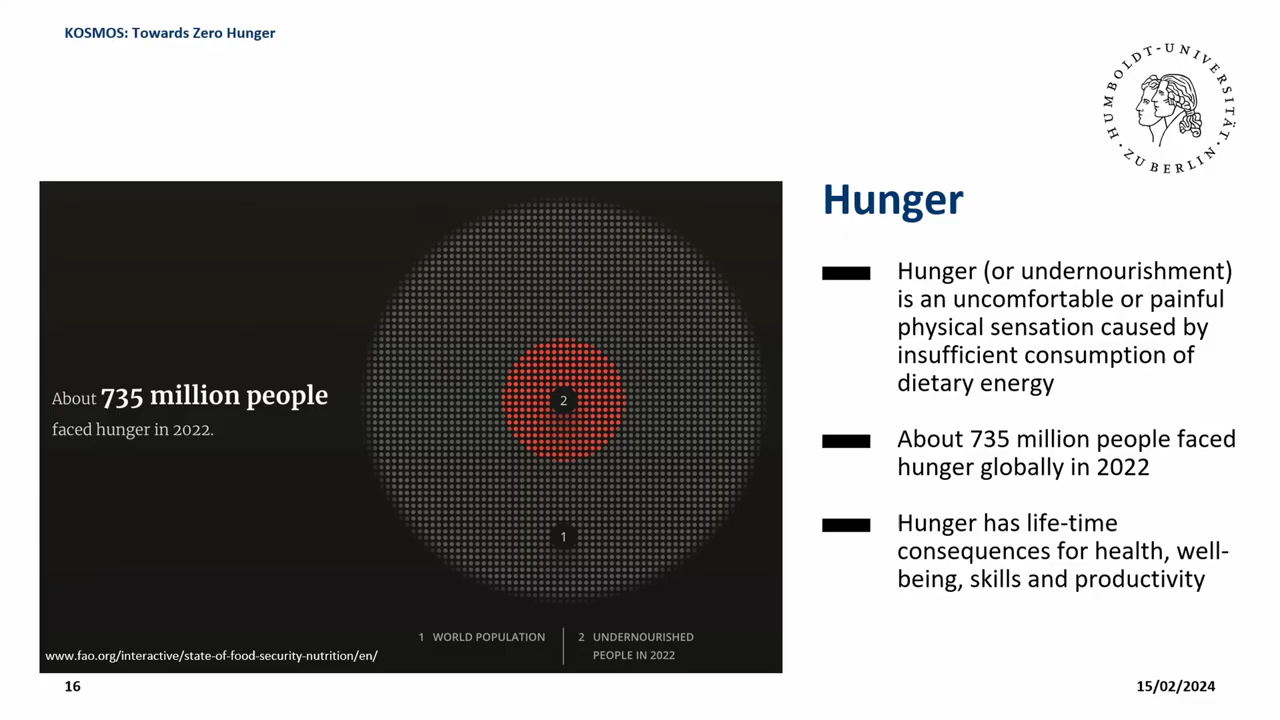 KOSMOS: Towards Zero Hunger
HUMBOLDT-UNIVERSITÄT
ZU BERLIN
About 735 million people
faced hunger in 2022.
2
1
1 WORLD POPULATION
2 UNDERNOURISHED
PEOPLE IN 2022
www.fao.org/interactive/state-of-food-security-nutrition/en/
Hunger
Hunger (or undernourishment)
is an uncomfortable or painful
physical sensation caused by
insufficient consumption of
dietary energy
About 735 million people faced
hunger globally in 2022
Hunger has life-time
consequences for health, well-
being, skills and productivity
16
15/02/2024